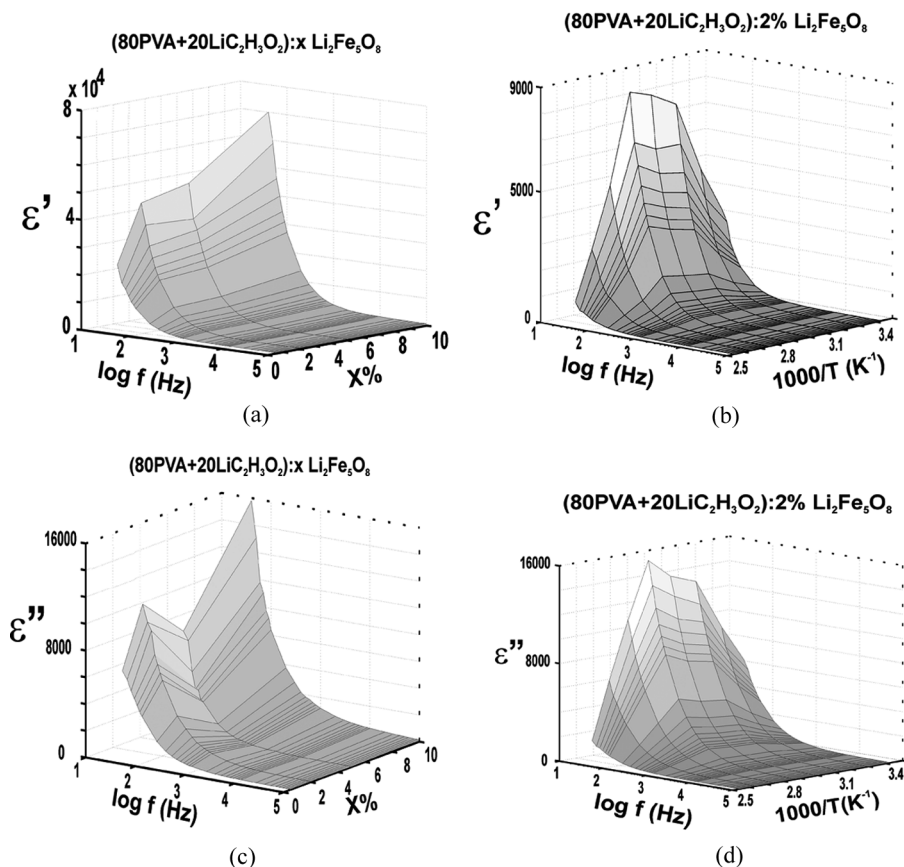 (80PVA+20LiC₂H₃O₂):x Li₂Fe₅O₈
x 10⁴
8
4
0
ε'
1
2
3
4
5
log f (Hz)
0
2
4
6
8
10
X%
(a)
(80PVA+20LiC₂H₃O₂):2% Li₂Fe₅O₈
9000
5000
0
ε'
1
2
3
4
5
log f (Hz)
2.5
2.8
3.1
3.4
1000/T (K⁻¹)
(b)
(80PVA+20LiC₂H₃O₂):x Li₂Fe₅O₈
16000
8000
0
ε''
1
2
3
4
5
log f (Hz)
0
2
4
6
8
10
X%
(c)
(80PVA+20LiC₂H₃O₂):2% Li₂Fe₅O₈
16000
8000
0
ε''
1
2
3
4
5
log f (Hz)
2.5
2.8
3.1
3.4
1000/T(K⁻¹)
(d)